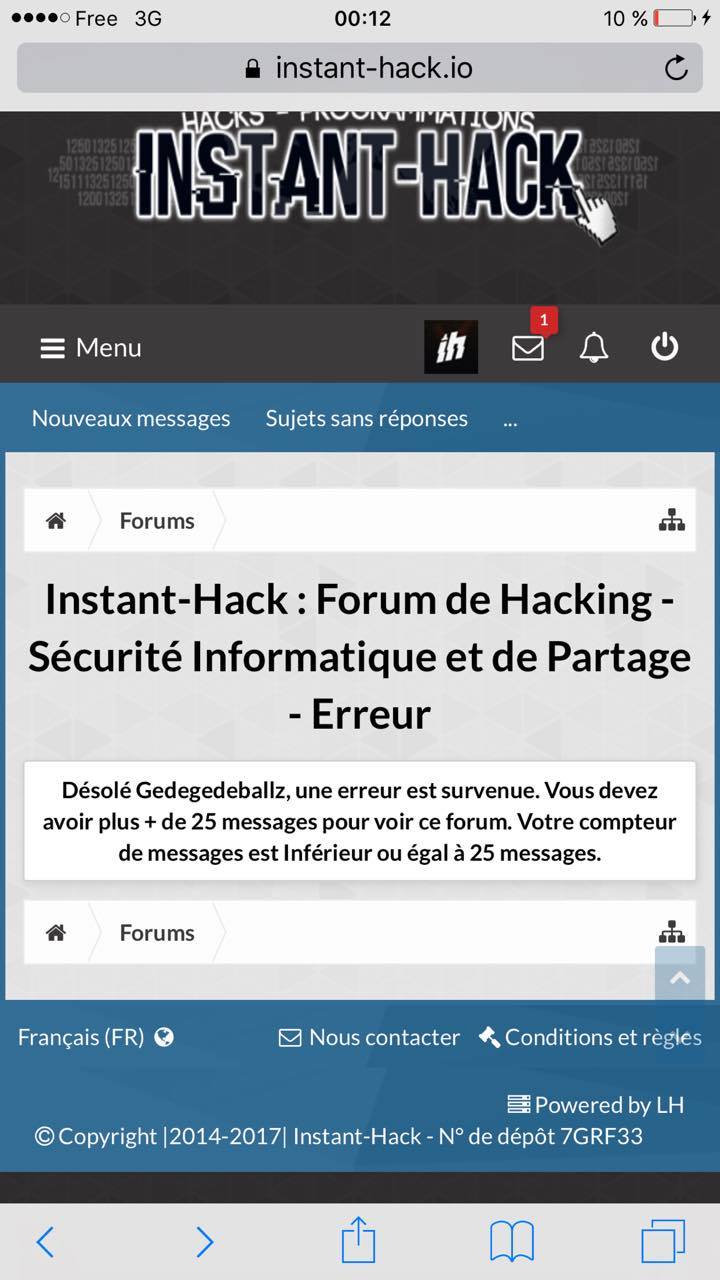 Free 3G 00:12 10 %
instant-hack.io
HACKS - PROGRAMMATIONS
INSTANT-HACK
Menu ih 1
Nouveaux messages Sujets sans réponses ...
Forums
Instant-Hack : Forum de Hacking -
Sécurité Informatique et de Partage
- Erreur
Désolé Gedegedeballz, une erreur est survenue. Vous devez
avoir plus + de 25 messages pour voir ce forum. Votre compteur
de messages est Inférieur ou égal à 25 messages.
Forums
Français (FR) Nous contacter Conditions et règles
Powered by LH
© Copyright |2014-2017| Instant-Hack - N° de dépôt 7GRF33